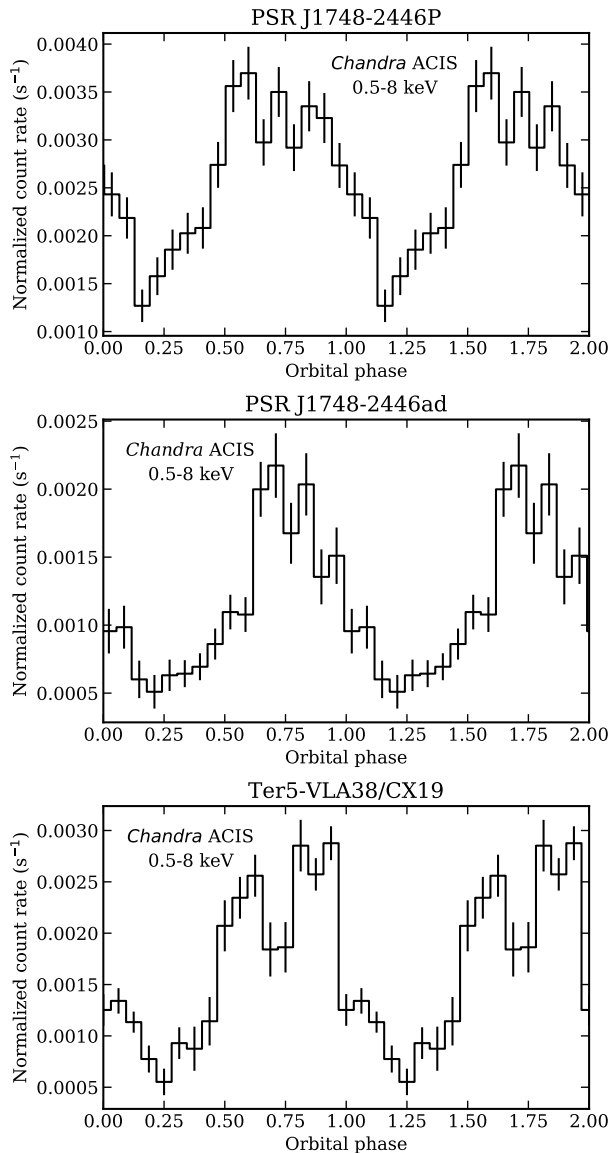 PSR J1748-2446P
Normalized count rate (s⁻¹)
0.0040
0.0035
0.0030
0.0025
0.0020
0.0015
0.0010
Chandra ACIS
0.5-8 keV
0.00 0.25 0.50 0.75 1.00 1.25 1.50 1.75 2.00
Orbital phase
PSR J1748-2446ad
Normalized count rate (s⁻¹)
0.0025
0.0020
0.0015
0.0010
0.0005
Chandra ACIS
0.5-8 keV
0.00 0.25 0.50 0.75 1.00 1.25 1.50 1.75 2.00
Orbital phase
Ter5-VLA38/CX19
Normalized count rate (s⁻¹)
0.0030
0.0025
0.0020
0.0015
0.0010
0.0005
Chandra ACIS
0.5-8 keV
0.00 0.25 0.50 0.75 1.00 1.25 1.50 1.75 2.00
Orbital phase